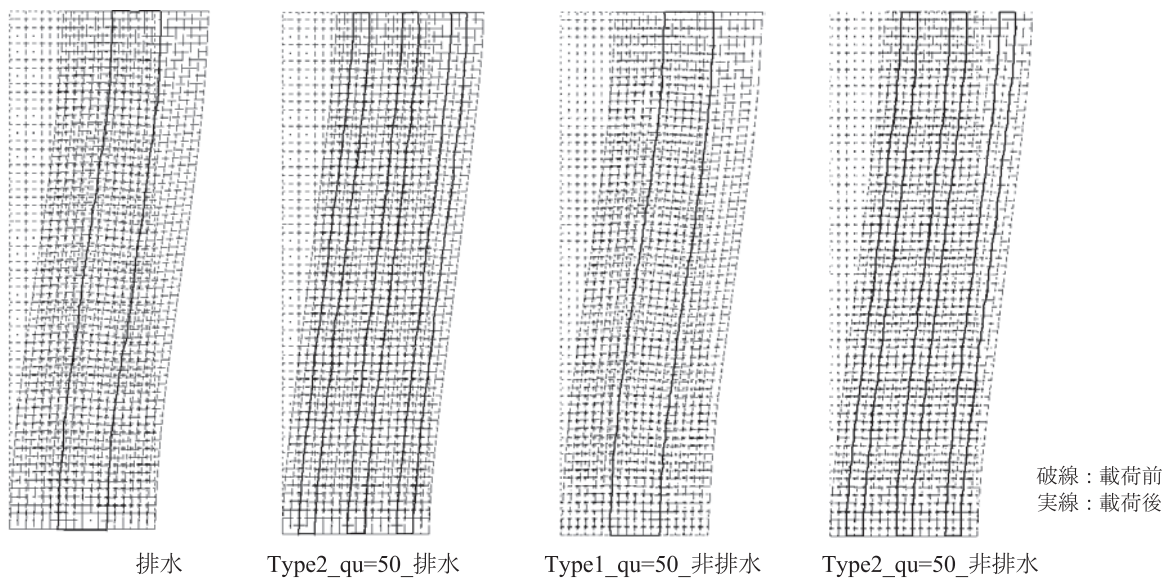 破線：載荷前
実線：載荷後
排水
Type2_qu=50_排水
Type1_qu=50_非排水
Type2_qu=50_非排水